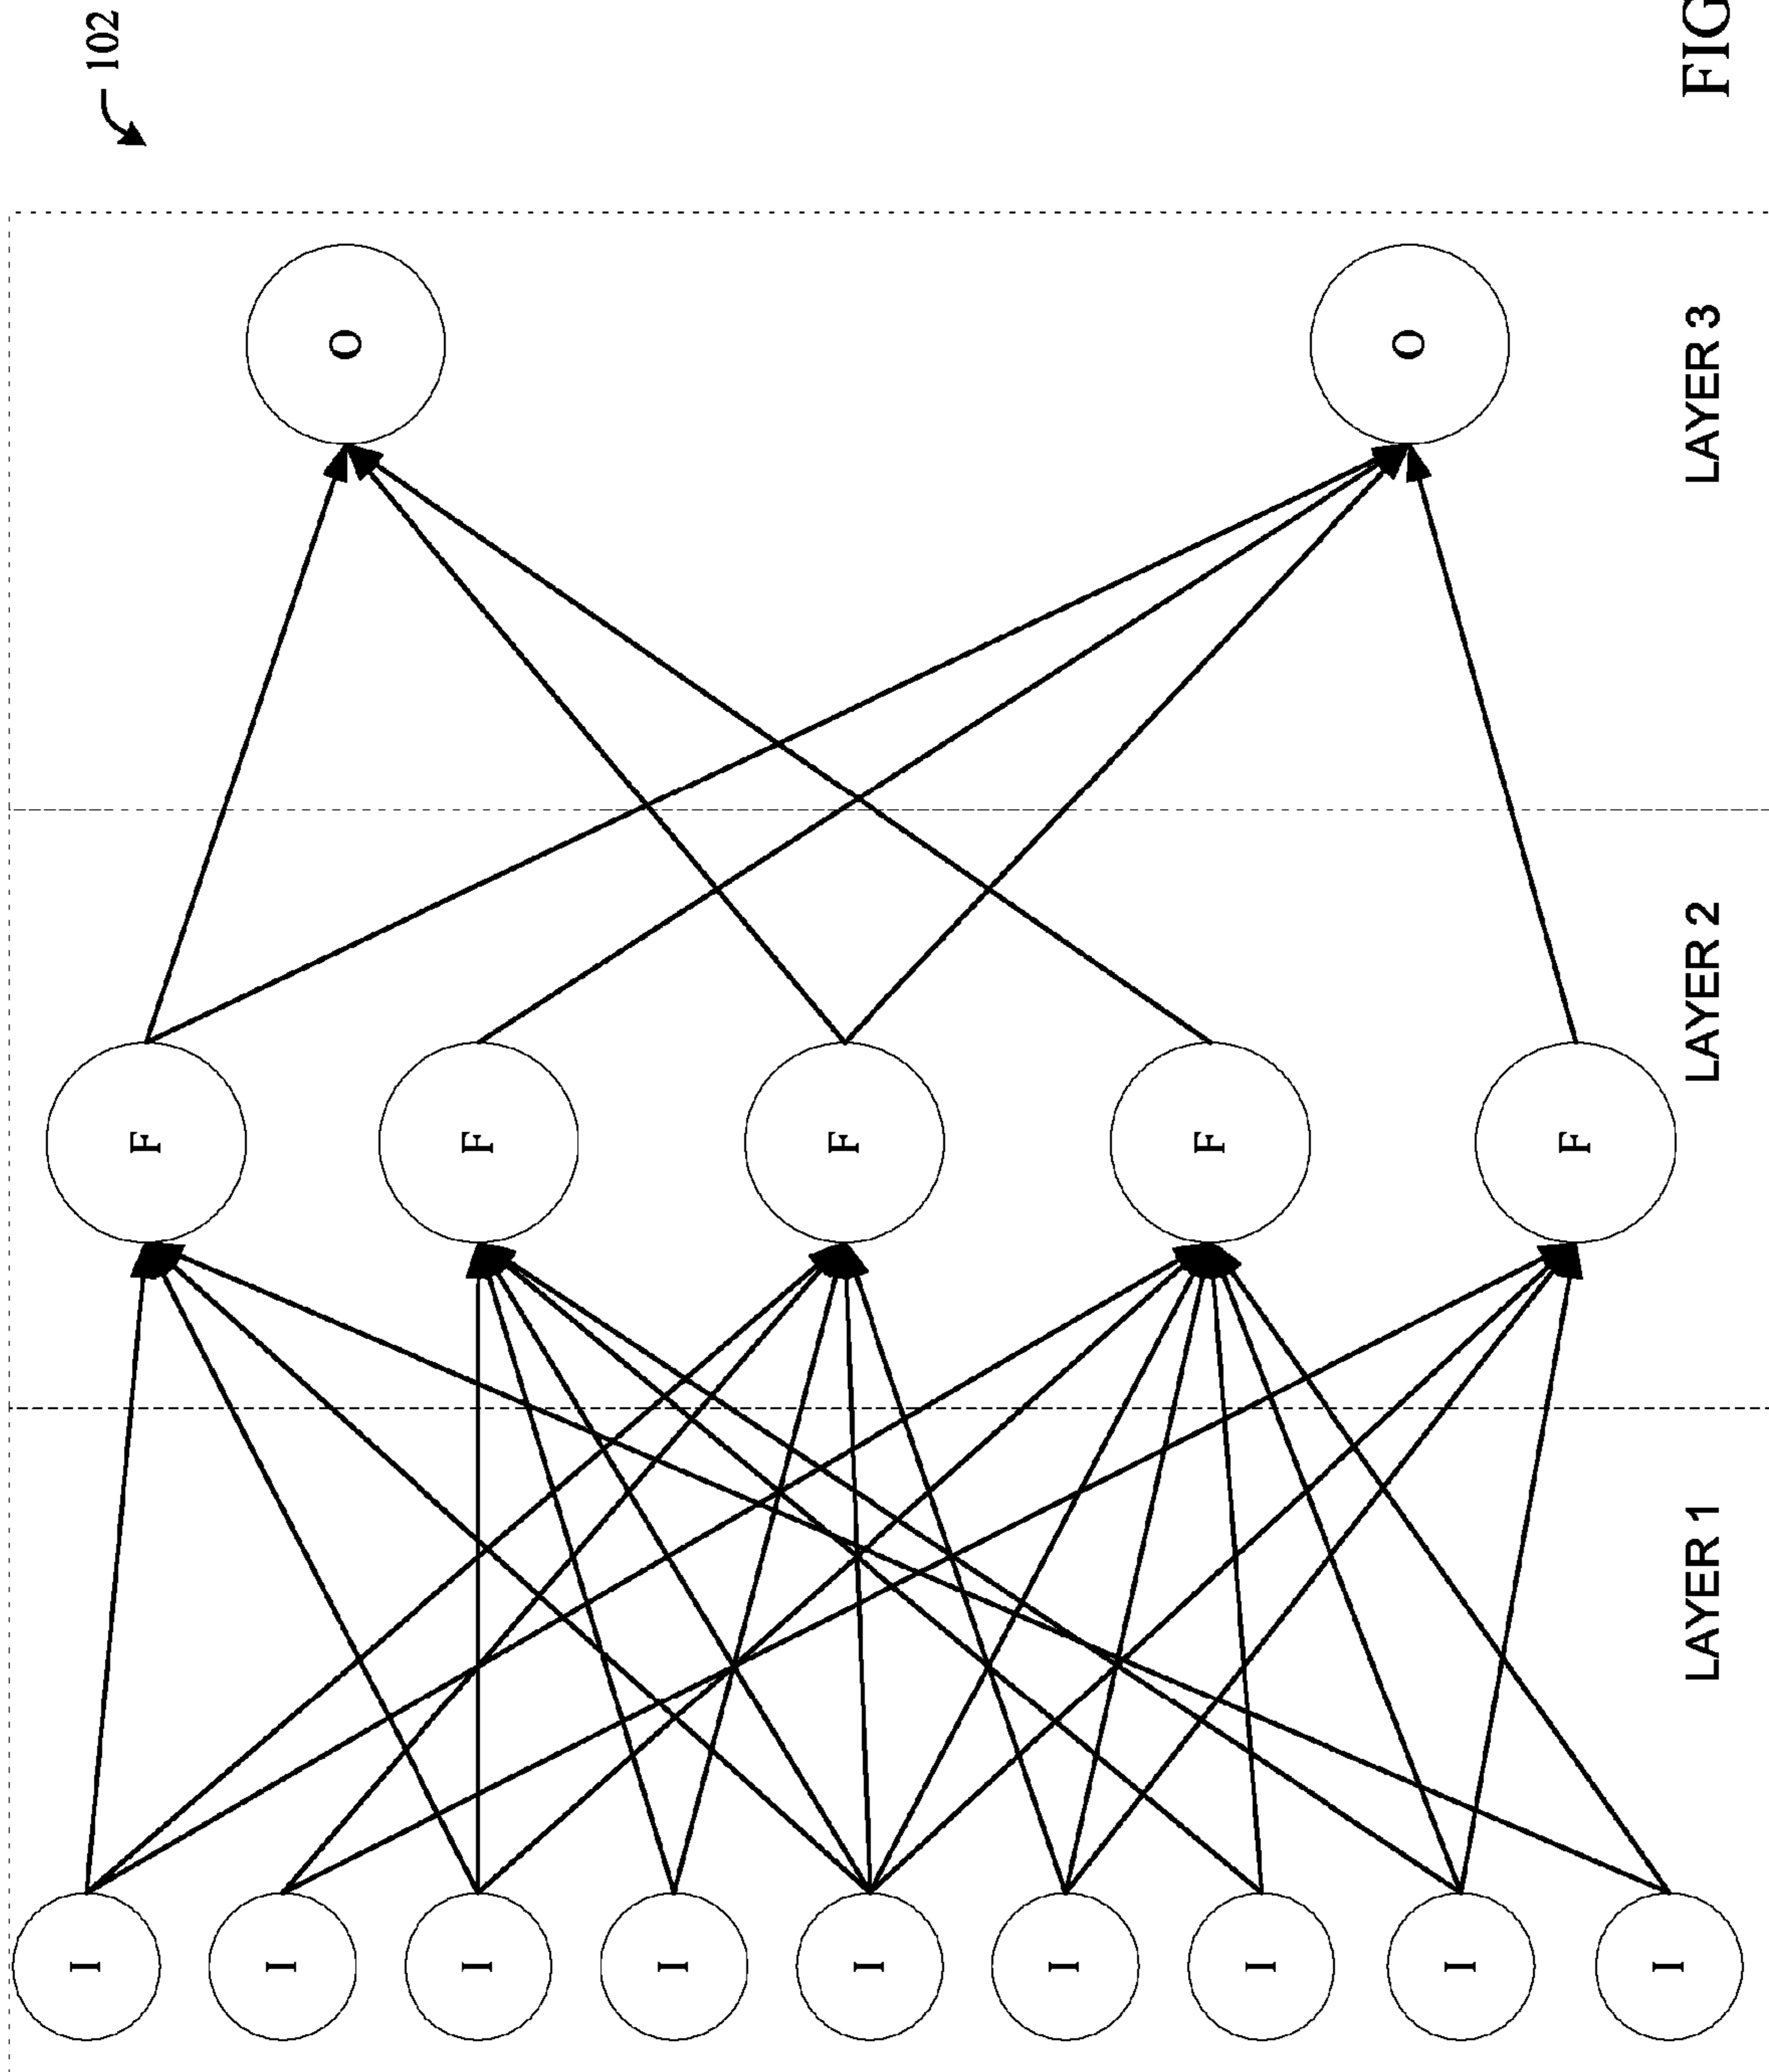 102
O O
LAYER 3
F F F F F
LAYER 2
I I I I I I I I I
LAYER 1
FIG